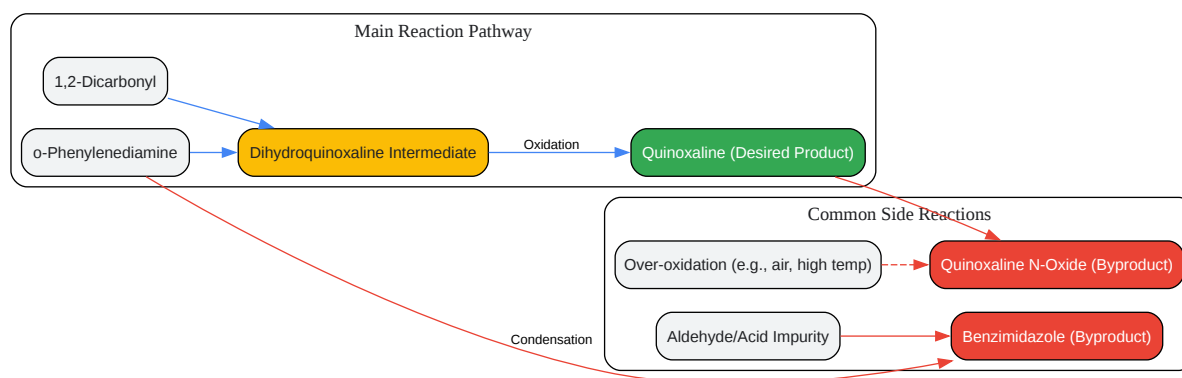 Main Reaction Pathway
1,2-Dicarbonyl
o-Phenylenediamine
Dihydroquinoxaline Intermediate
Oxidation
Quinoxaline (Desired Product)
Common Side Reactions
Over-oxidation (e.g., air, high temp)
Quinoxaline N-Oxide (Byproduct)
Aldehyde/Acid Impurity
Benzimidazole (Byproduct)
Condensation